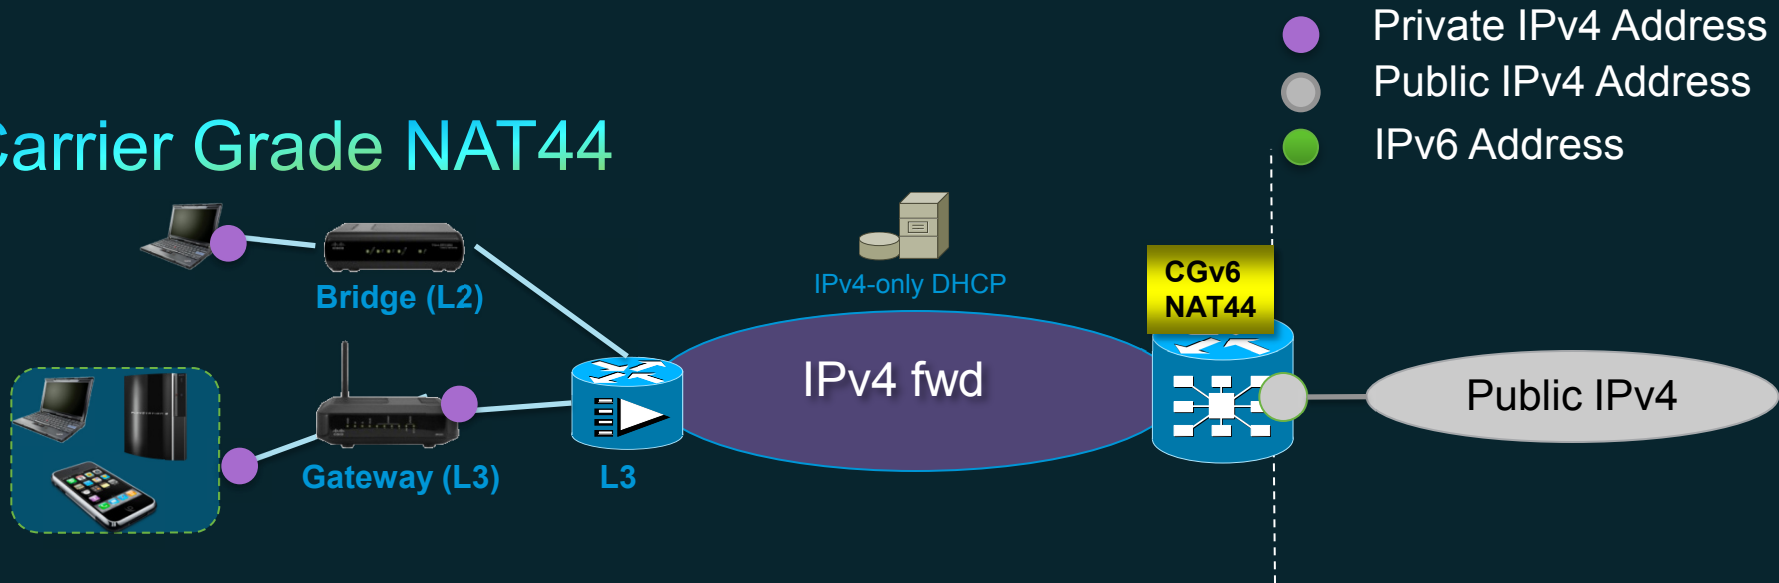 Private IPv4 Address
Public IPv4 Address
IPv6 Address
Carrier Grade NAT44
IPv4-only DHCP
CGv6
NAT44
Bridge (L2)
IPv4 fwd
Public IPv4
Gateway (L3)
L3